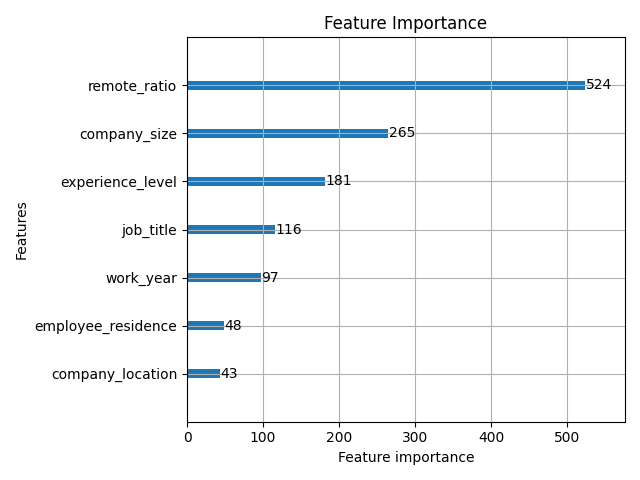 Feature Importance
remote_ratio 524
company_size 265
experience_level 181
job_title 116
work_year 97
employee_residence 48
company_location 43
Features
0 100 200 300 400 500
Feature importance